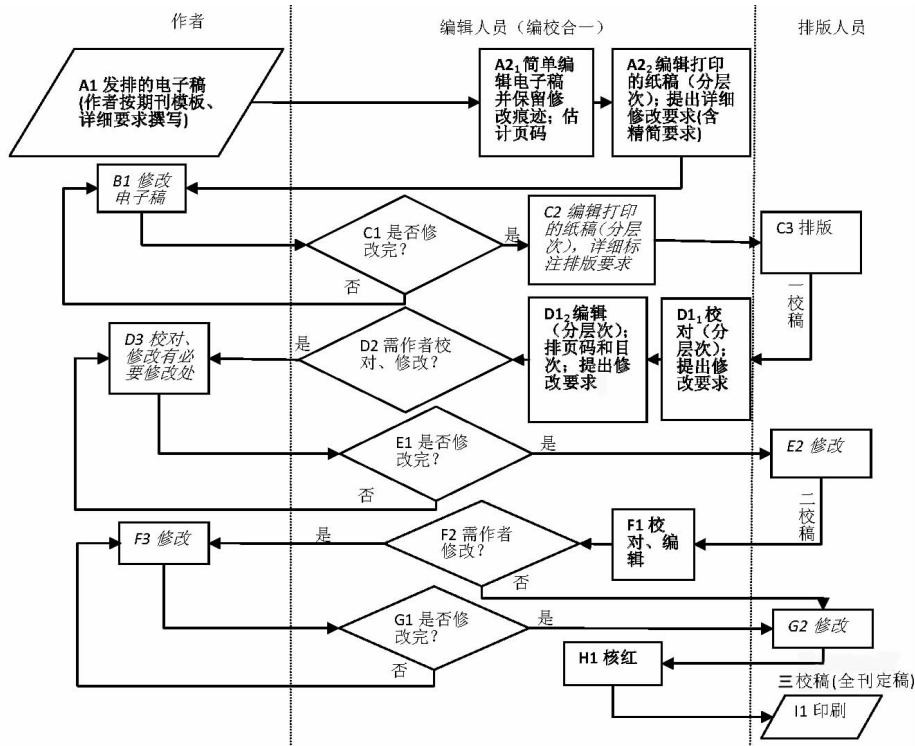 作者
编辑人员（编校合一）
排版人员
A1 发排的电子稿
(作者按期刊模板、
详细要求撰写)
A2₁ 简单编
辑电子稿
并保留修
改痕迹；估
计页码
A2₂ 编辑打印
的纸稿（分层
次）；提出详细
修改要求(含
精简要求)
B1 修改
电子稿
C1 是否修
改完？
是
否
C2 编辑打印
的纸稿（分层
次），详细标
注排版要求
C3 排版
一校稿
D1₁ 校
对（分
层次）；
提出修
改要求
D1₂ 编辑
（分层次）；
排页码和目
次；提出修
改要求
D2 需作者校
对、修改？
是
D3 校对、
修改有必
要修改处
E1 是否修
改完？
是
否
E2 修改
二校稿
F1 校
对、编
辑
F2 需作者
修改？
是
否
F3 修改
G1 是否修
改完？
是
否
G2 修改
H1 核红
三校稿(全刊定稿)
I1 印刷